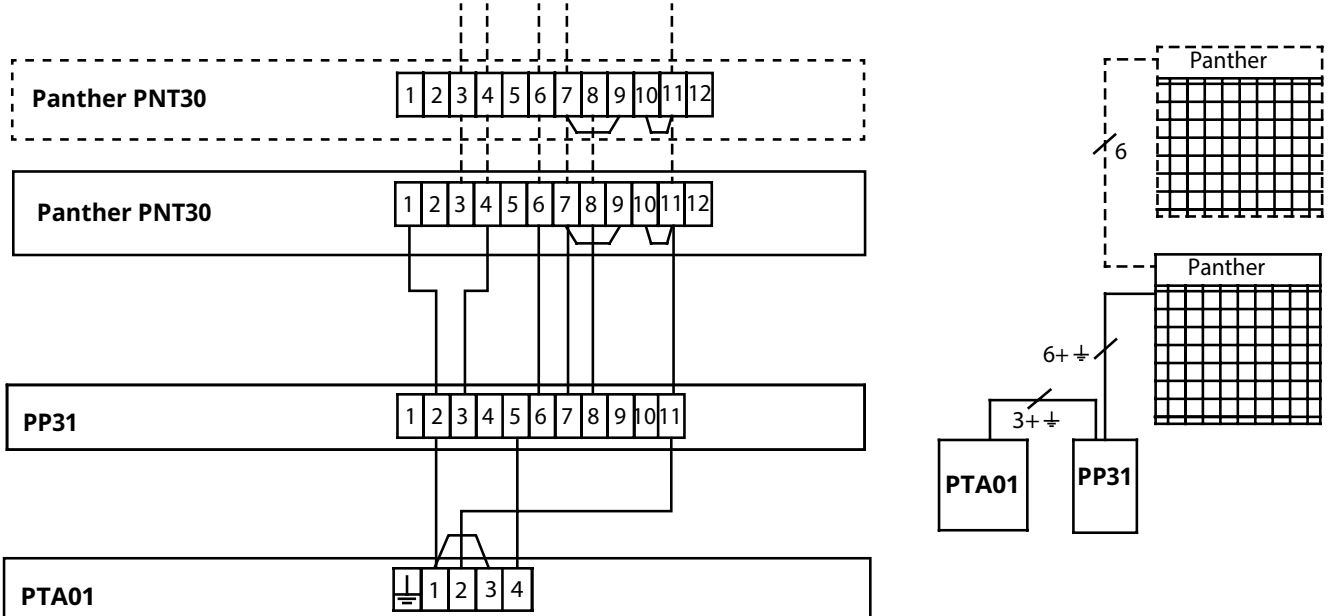 Panther PNT30
1 2 3 4 5 6 7 8 9 10 11 12
Panther PNT30
1 2 3 4 5 6 7 8 9 10 11 12
PP31
1 2 3 4 5 6 7 8 9 10 11
PTA01
1 2 3 4
Panther
6
Panther
6+
3+
PTA01
PP31